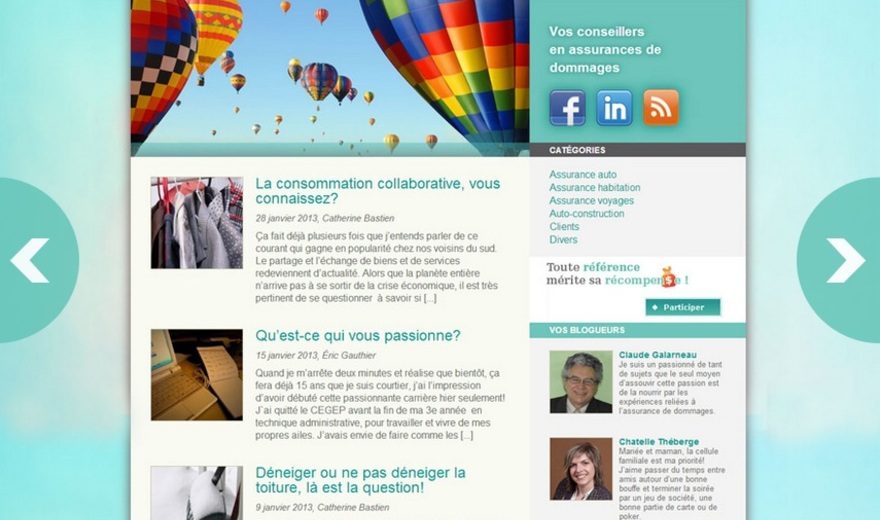 La consommation collaborative, vous
connaissez?
28 janvier 2013, Catherine Bastien
Ça fait déjà plusieurs fois que j'entends parler de ce
courant qui gagne en popularité chez nos voisins du sud.
Le partage et l'échange de biens et de services
redeviennent d'actualité. Alors que la planète entière
n'arrive pas à se sortir de la crise économique, il est très
pertinent de se questionner à savoir si [...]
Qu'est-ce qui vous passionne?
15 janvier 2013, Éric Gauthier
Quand je m'arrête deux minutes et réalise que bientôt, ça
fera déjà 15 ans que je suis courtier, j'ai l'impression
d'avoir débuté cette passionnante carrière hier seulement!
J'ai quitté le CEGEP avant la fin de ma 3e année en
technique administrative, pour travailler et vivre de mes
propres ailes. J'avais envie de faire comme les [...]
Déneiger ou ne pas déneiger la
toiture, là est la question!
9 janvier 2013, Catherine Bastien
Vos conseillers
en assurances de
dommages
f
in
CATÉGORIES
Assurance auto
Assurance habitation
Assurance voyages
Auto-construction
Clients
Divers
Toute référence
mérite sa récompense !
Participer
VOS BLOGUEURS
Claude Galarneau
Je suis un passionné de tant
de sujets que le seul moyen
d'assouvir cette passion est
de la nourrir par les
expériences reliées à
l'assurance de dommages.
Chatelle Théberge
Mariée et maman, la cellule
familiale est ma priorité!
J'aime passer du temps entre
amis autour d'une bonne
bouffe et terminer la soirée
par un jeu de société, une
bonne partie de carte ou de
poker.